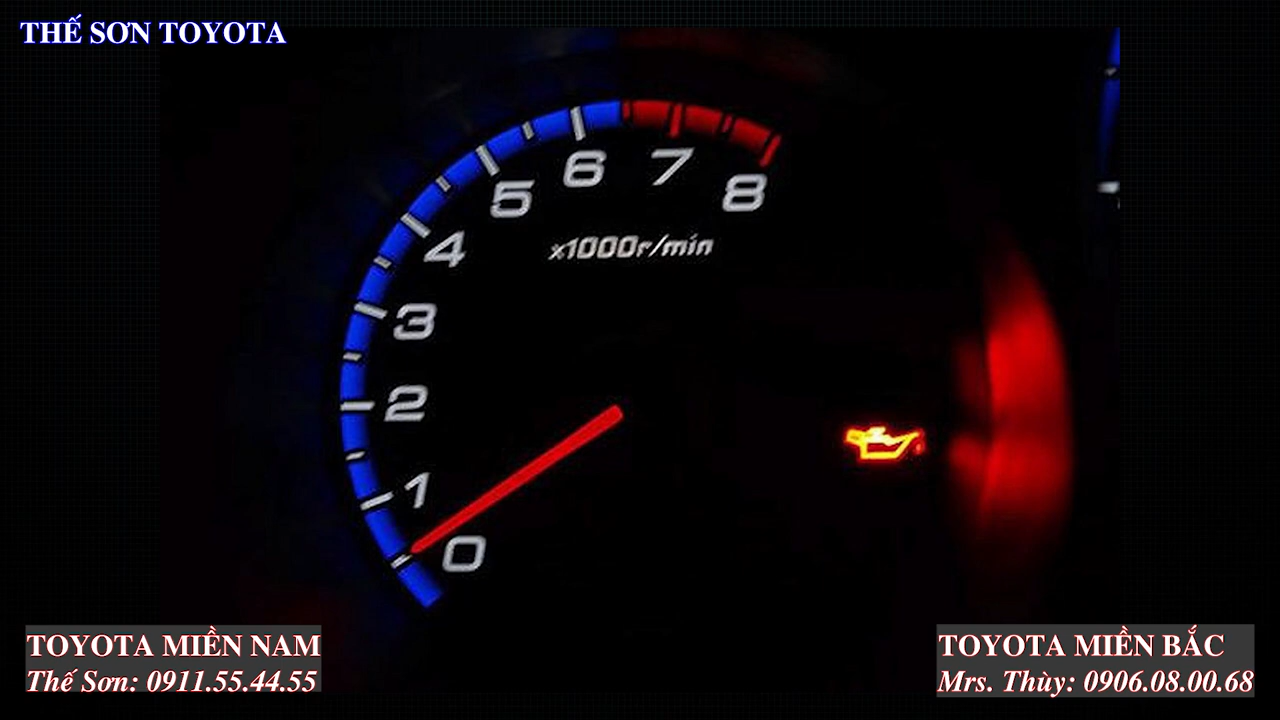 THẾ SƠN TOYOTA
6
7
5
8
4
x1000r/min
3
2
1
0
TOYOTA MIỀN NAM
Thế Sơn: 0911.55.44.55
TOYOTA MIỀN BẮC
Mrs. Thùy: 0906.08.00.68